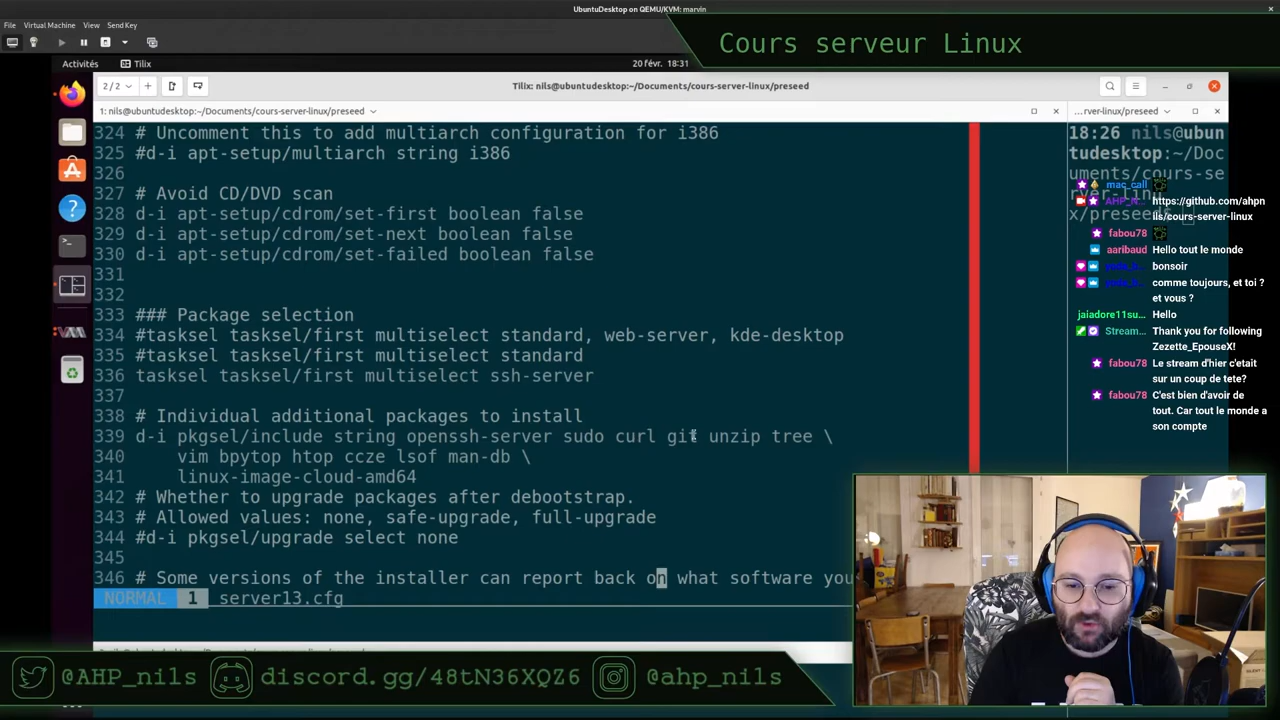 UbuntuDesktop on QEMU/KVM: marvin
File Virtual Machine View Send Key
Cours serveur Linux
Activités Tilix 20 févr. 18:31
2/2 Tilix: nils@ubuntudesktop:~/Documents/cours-server-linux/preseed
1: nils@ubuntudesktop:~/Documents/cours-server-linux/preseed
...rver-linux/preseed
324 # Uncomment this to add multiarch configuration for i386
325 #d-i apt-setup/multiarch string i386
326
327 # Avoid CD/DVD scan
328 d-i apt-setup/cdrom/set-first boolean false
329 d-i apt-setup/cdrom/set-next boolean false
330 d-i apt-setup/cdrom/set-failed boolean false
331
332
333 ### Package selection
334 #tasksel tasksel/first multiselect standard, web-server, kde-desktop
335 #tasksel tasksel/first multiselect standard
336 tasksel tasksel/first multiselect ssh-server
337
338 # Individual additional packages to install
339 d-i pkgsel/include string openssh-server sudo curl git unzip tree \
340     vim bpytop htop ccze lsof man-db \
341     linux-image-cloud-amd64
342 # Whether to upgrade packages after debootstrap.
343 # Allowed values: none, safe-upgrade, full-upgrade
344 #d-i pkgsel/upgrade select none
345
346 # Some versions of the installer can report back on what software you
NORMAL 1 server13.cfg
18:26 nils@ubun
tudesktop:~/Doc
uments/cours-se
rver-linu
x/preseed$
mac_call
AHP_N... https://github.com/ahpn
ils/cours-server-linux
fabou78
aaribaud Hello tout le monde
bonsoir
comme toujours, et toi ?
et vous ?
jaiadore11su... Hello
Stream... Thank you for following
Zezette_EpouseX!
fabou78 Le stream d'hier c'etait
sur un coup de tete?
fabou78 C'est bien d'avoir de
tout. Car tout le monde a
son compte
@AHP_nils discord.gg/48tN36XQZ6 @ahp_nils